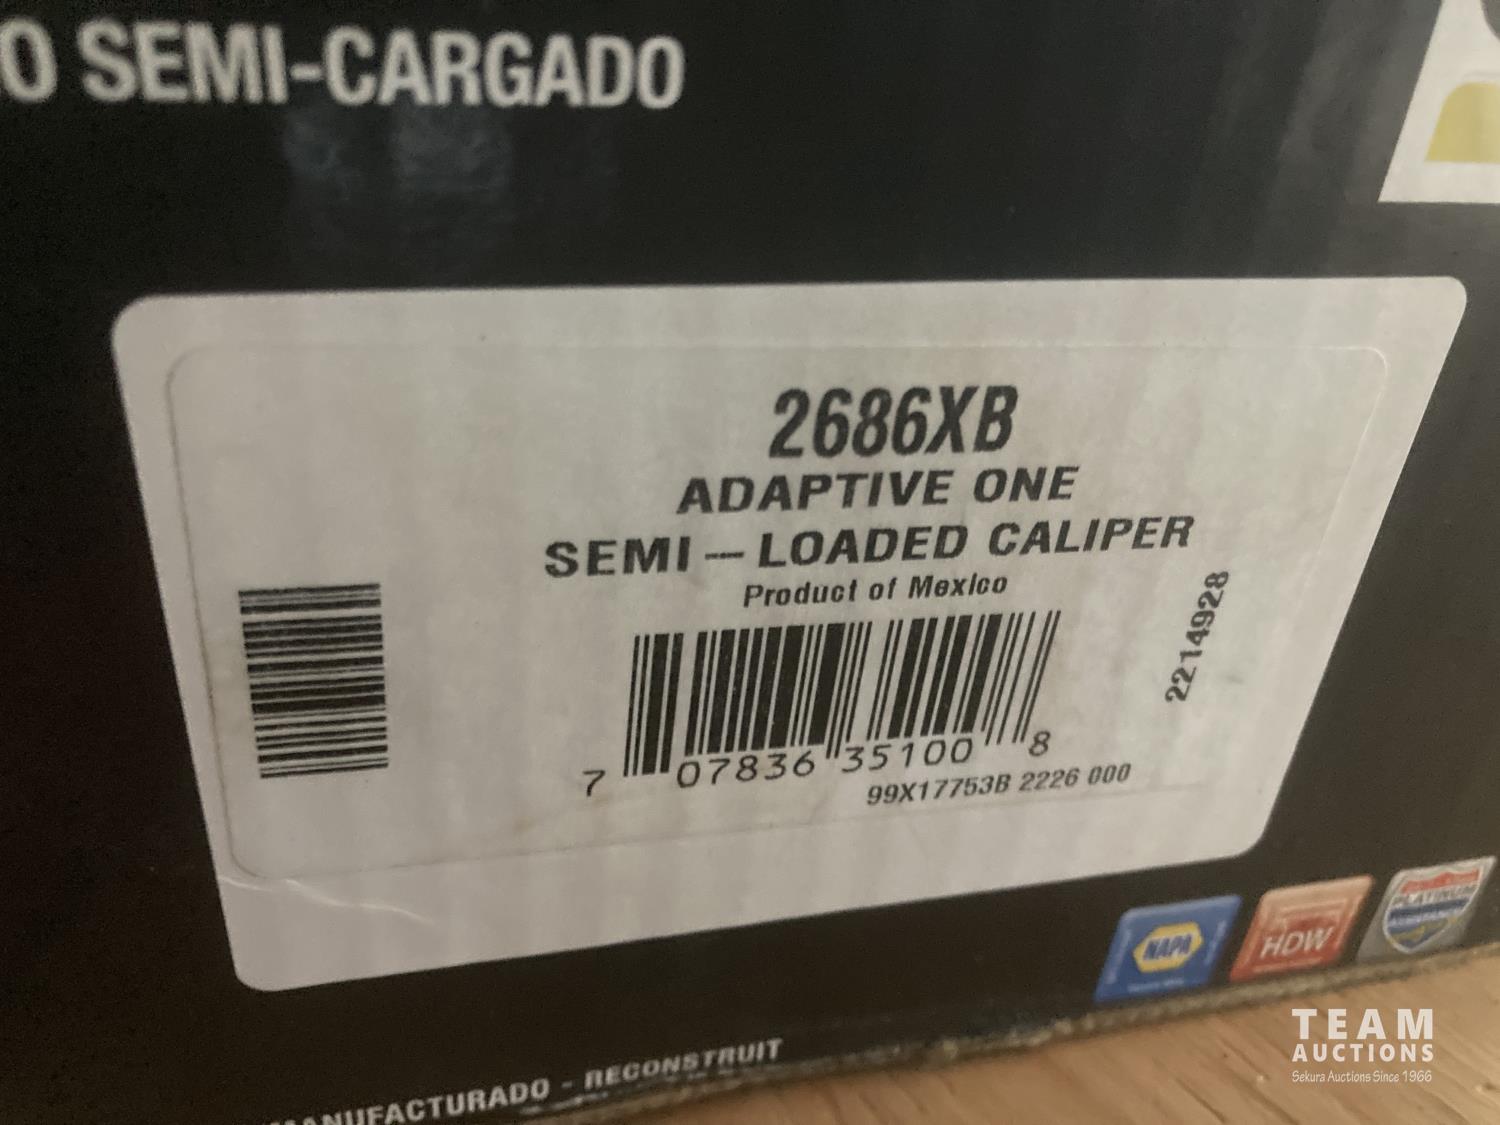 O SEMI-CARGADO
2686XB
ADAPTIVE ONE
SEMI - LOADED CALIPER
Product of Mexico
2214928
7 07836 35100 8
99X17753B 2226 000
NAPA
HDW
PLATINUM
MANUFACTURADO - RECONSTRUIT
TEAM
AUCTIONS
Sekura Auctions Since 1966